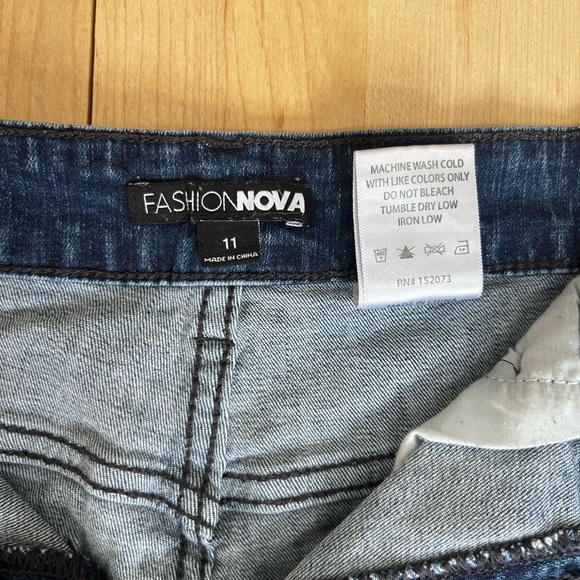 FASHIONNOVA
11
MADE IN CHINA
MACHINE WASH COLD
WITH LIKE COLORS ONLY
DO NOT BLEACH
TUMBLE DRY LOW
IRON LOW
RN# 152073